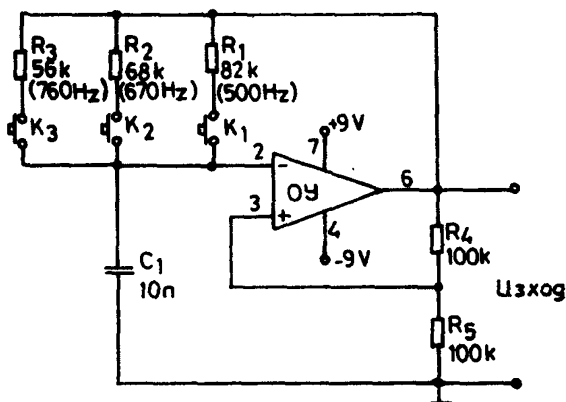 R3
56k
(760Hz)
R2
68k
(670Hz)
R1
82k
(500Hz)
K3
K2
K1
+9V
7
2
-
6
ОУ
3
+
4
-9V
R4
100k
C1
10n
Изход
R5
100k